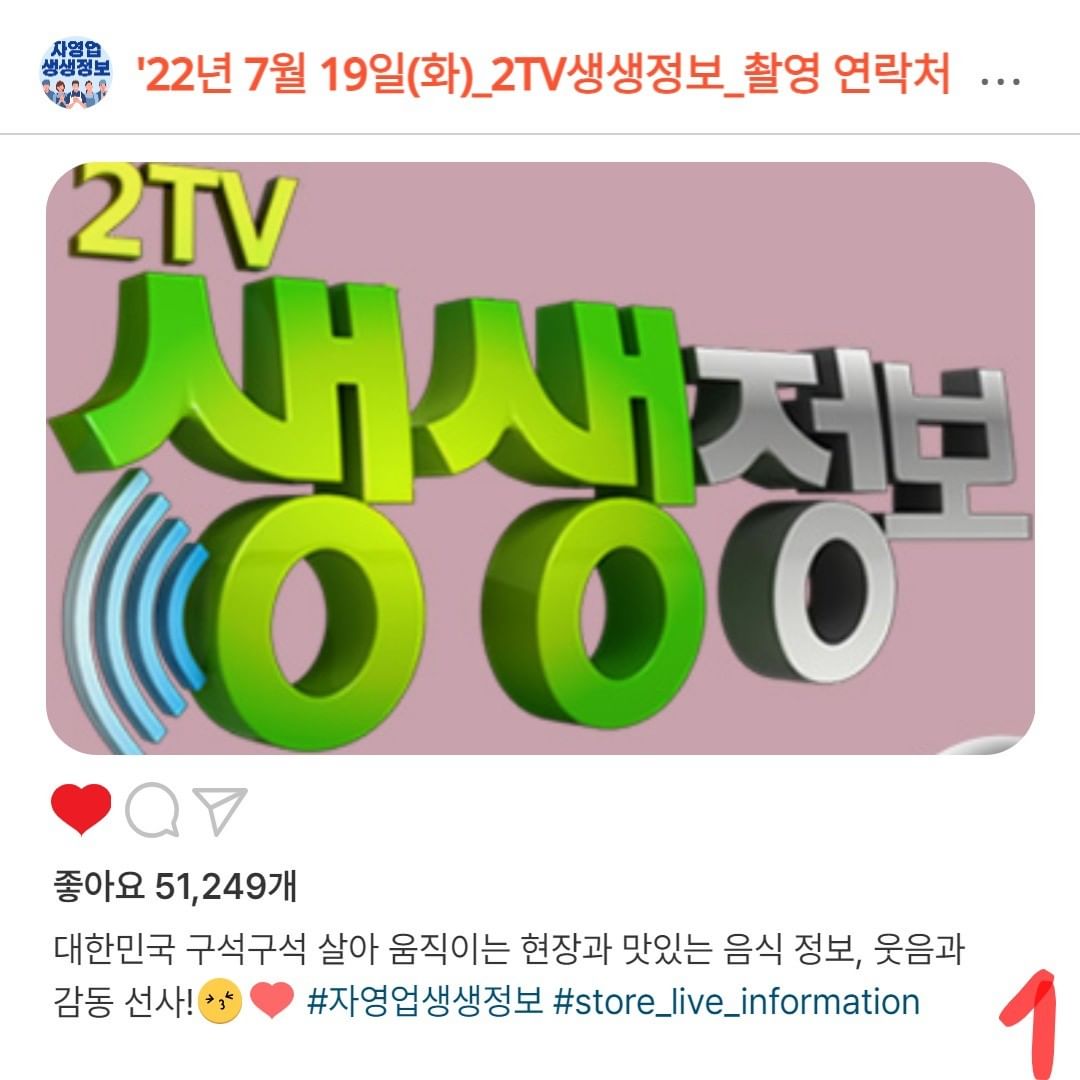 자영업
생생정보
'22년 7월 19일(화)_2TV생생정보_촬영 연락처 ...
2TV
생생정보
좋아요 51,249개
대한민국 구석구석 살아 움직이는 현장과 맛있는 음식 정보, 웃음과
감동 선사!😚❤ #자영업생생정보 #store_live_information
1